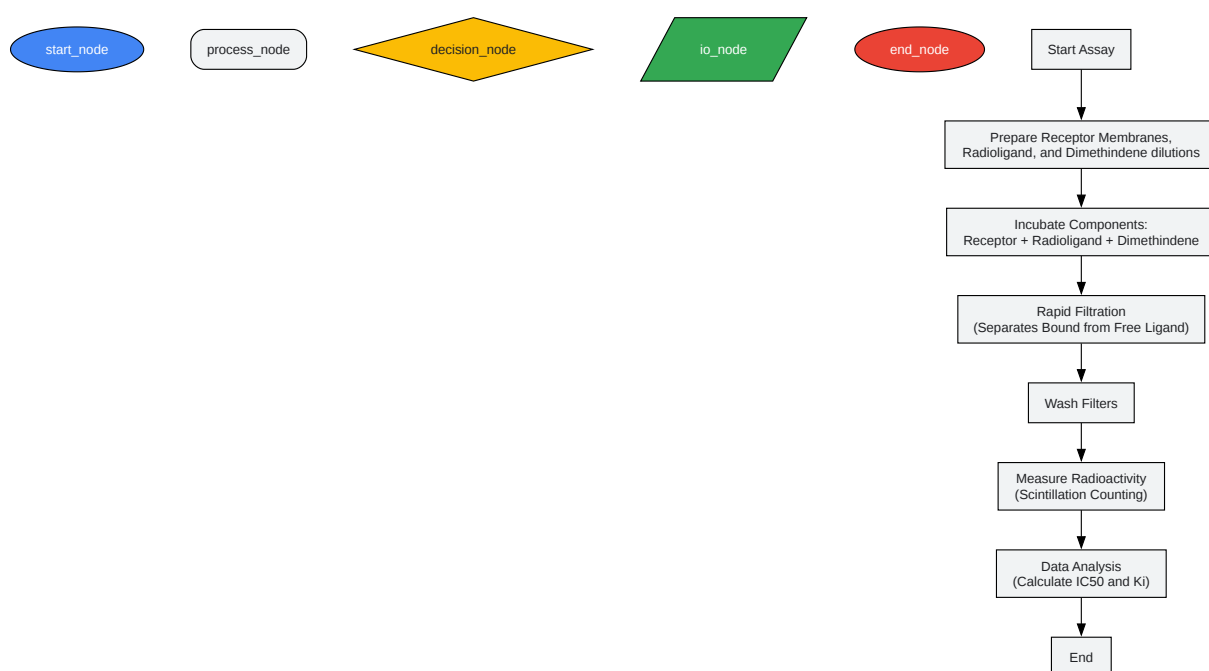 start_node
process_node
decision_node
io_node
end_node
Start Assay
Prepare Receptor Membranes,
Radioligand, and Dimethindene dilutions
Incubate Components:
Receptor + Radioligand + Dimethindene
Rapid Filtration
(Separates Bound from Free Ligand)
Wash Filters
Measure Radioactivity
(Scintillation Counting)
Data Analysis
(Calculate IC50 and Ki)
End